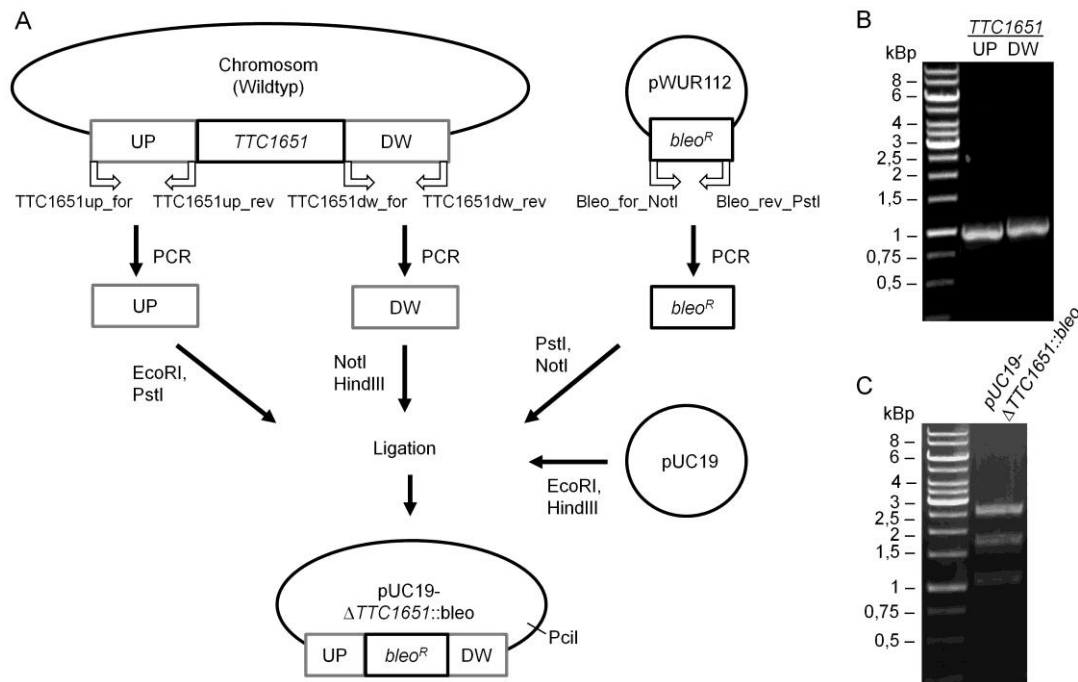 A
Chromosom
(Wildtyp)
UP
TTC1651
DW
TTC1651up_for
TTC1651up_rev
TTC1651dw_for
TTC1651dw_rev
pWUR112
bleoR
Bleo_for_NotI
Bleo_rev_PstI
PCR
PCR
PCR
UP
DW
bleoR
EcoRI,
PstI
NotI
HindIII
PstI,
NotI
Ligation
pUC19
EcoRI,
HindIII
pUC19-
ΔTTC1651::bleo
PciI
UP
bleoR
DW
B
TTC1651
kBp
UP DW
8 –
6 –
4 –
3 –
2,5 –
2 –
1,5 –
1 –
0,75 –
0,5 –
C
kBp
pUC19-
ΔTTC1651::bleo
8 –
6 –
4 –
3 –
2,5 –
2 –
1,5 –
1 –
0,75 –
0,5 –